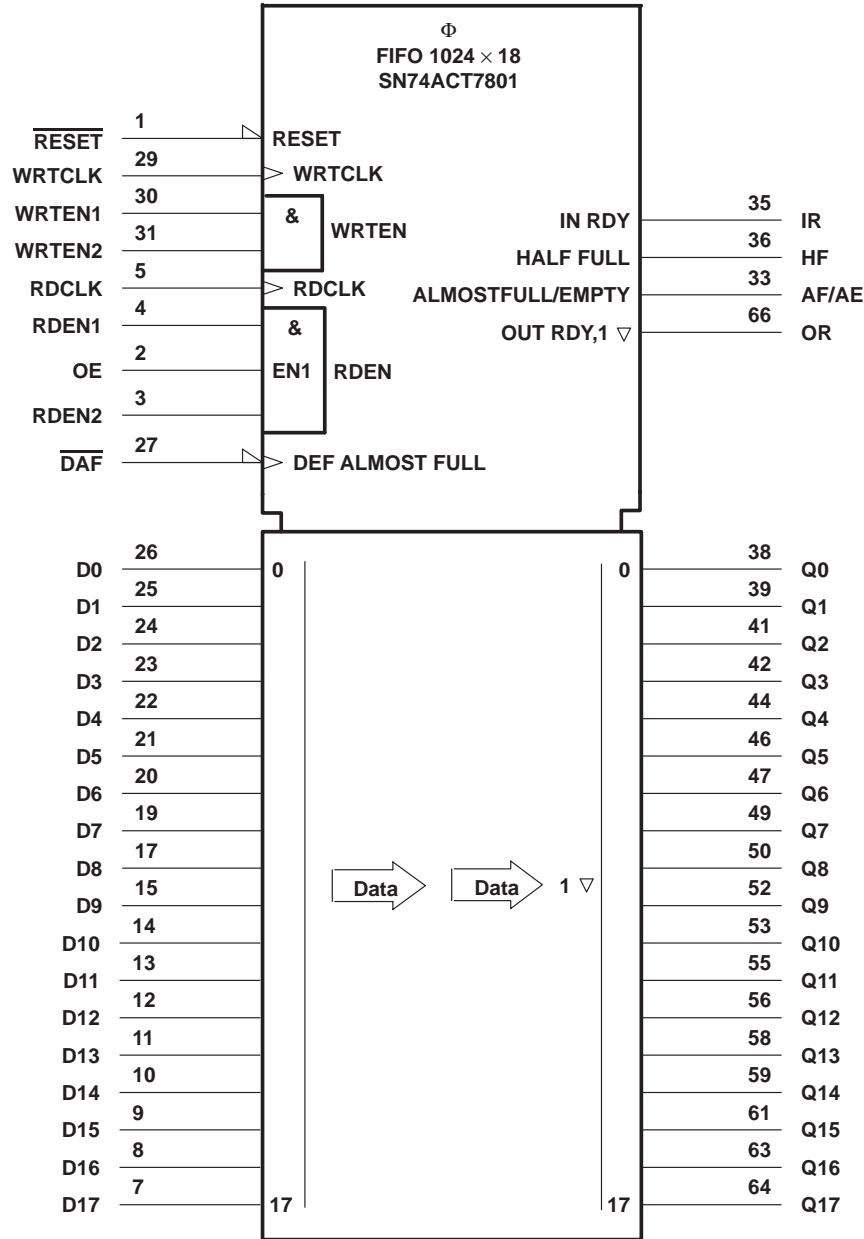 Φ
FIFO 1024 × 18
SN74ACT7801
RESET 1 RESET
WRTCLK 29 WRTCLK
WRTEN1 30 & WRTEN
WRTEN2 31
RDCLK 5 RDCLK
RDEN1 4 &
OE 2 EN1 RDEN
RDEN2 3
DAF 27 DEF ALMOST FULL
IN RDY 35 IR
HALF FULL 36 HF
ALMOSTFULL/EMPTY 33 AF/AE
OUT RDY,1 ▽ 66 OR
D0 26 0 0 38 Q0
D1 25 39 Q1
D2 24 41 Q2
D3 23 42 Q3
D4 22 44 Q4
D5 21 46 Q5
D6 20 47 Q6
D7 19 49 Q7
D8 17 50 Q8
Data Data 1 ▽
D9 15 52 Q9
D10 14 53 Q10
D11 13 55 Q11
D12 12 56 Q12
D13 11 58 Q13
D14 10 59 Q14
D15 9 61 Q15
D16 8 63 Q16
D17 7 17 17 64 Q17